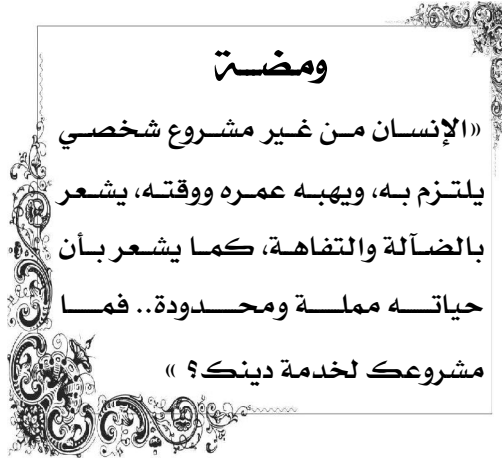 ومضة
«الإنسان من غير مشروع شخصي
يلتزم به، ويهبه عمره ووقته، يشعر
بالضآلة والتفاهة، كما يشعر بأن
حياته مملة ومحدودة.. فما
مشروعك لخدمة دينك؟ »